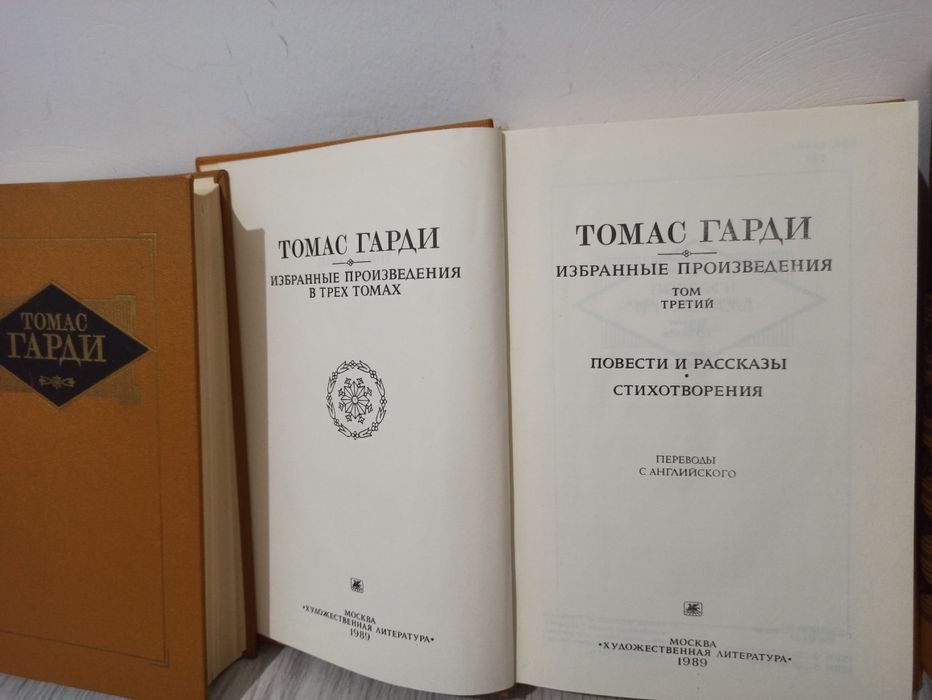 ТОМАС
ГАРДИ
ТОМАС ГАРДИ
ИЗБРАННЫЕ ПРОИЗВЕДЕНИЯ
В ТРЕХ ТОМАХ
МОСКВА
«ХУДОЖЕСТВЕННАЯ ЛИТЕРАТУРА»
1989
ТОМАС ГАРДИ
ИЗБРАННЫЕ ПРОИЗВЕДЕНИЯ
ТОМ
ТРЕТИЙ
ПОВЕСТИ И РАССКАЗЫ
•
СТИХОТВОРЕНИЯ
ПЕРЕВОДЫ
С АНГЛИЙСКОГО
МОСКВА
«ХУДОЖЕСТВЕННАЯ ЛИТЕРАТУРА»
1989